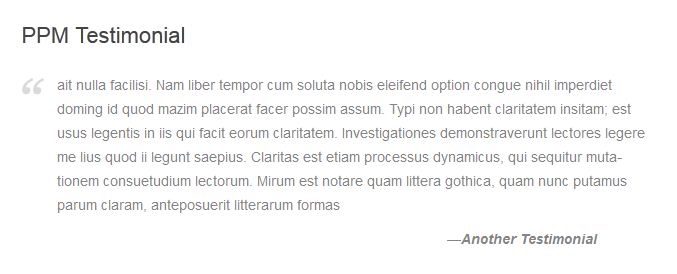 PPM Testimonial
“ ait nulla facilisi. Nam liber tempor cum soluta nobis eleifend option congue nihil imperdiet
doming id quod mazim placerat facer possim assum. Typi non habent claritatem insitam; est
usus legentis in iis qui facit eorum claritatem. Investigationes demonstraverunt lectores legere
me lius quod ii legunt saepius. Claritas est etiam processus dynamicus, qui sequitur muta-
tionem consuetudium lectorum. Mirum est notare quam littera gothica, quam nunc putamus
parum claram, anteposuerit litterarum formas
—Another Testimonial